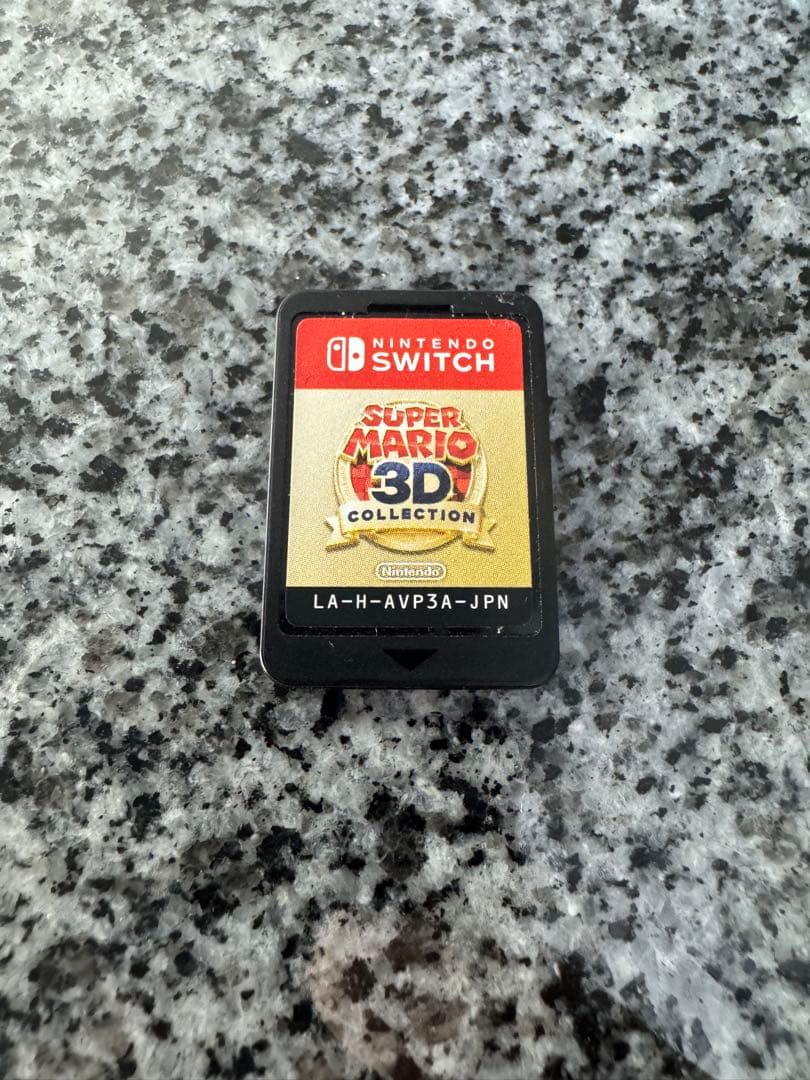 NINTENDO
SWITCH
SUPER
MARIO
3D
COLLECTION
Nintendo
LA-H-AVP3A-JPN